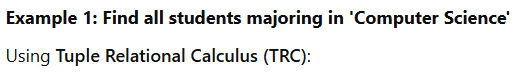 Example 1: Find all students majoring in 'Computer Science'
Using Tuple Relational Calculus (TRC):